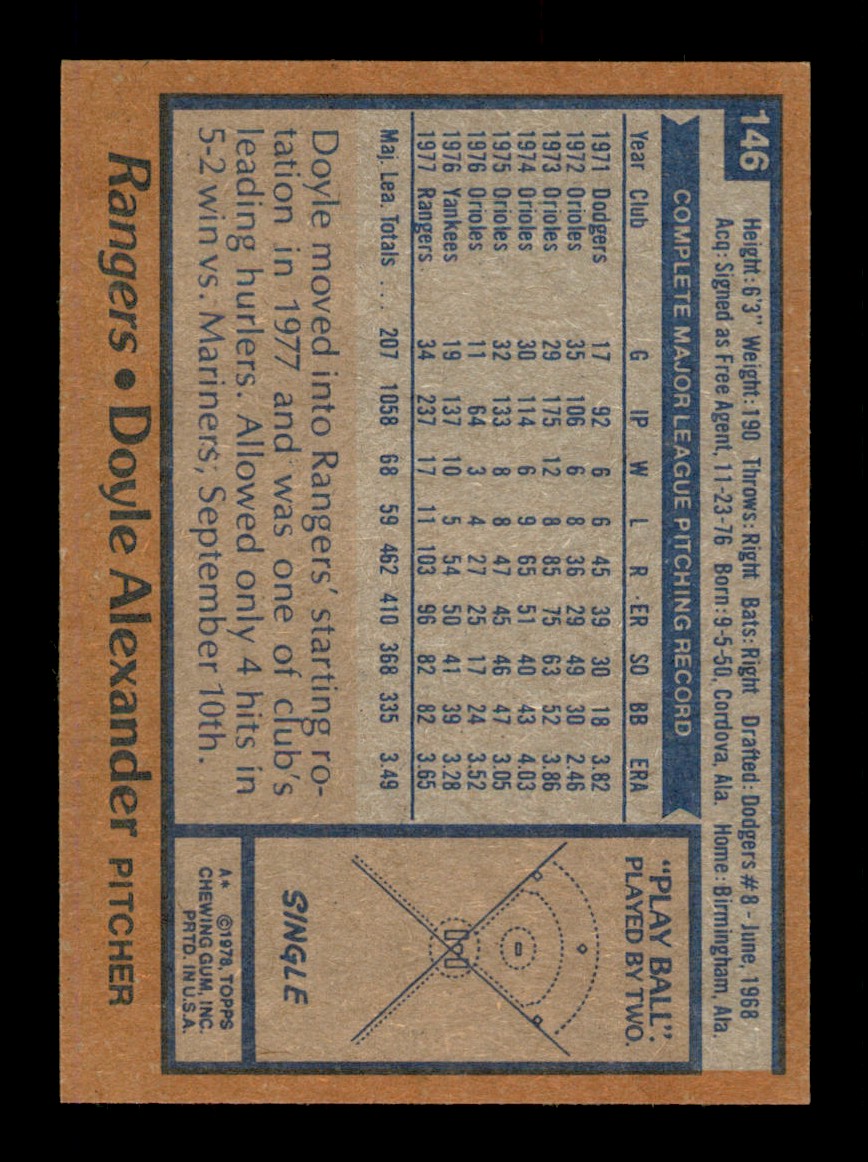 146
Height: 6'3" Weight: 190 Throws: Right Bats: Right Drafted: Dodgers #8 - June, 1968
Acq: Signed as Free Agent, 11-23-76 Born: 9-5-50, Cordova, Ala. Home: Birmingham, Ala.
COMPLETE MAJOR LEAGUE PITCHING RECORD
Year Club G IP W L R ER SO BB ERA
1971 Dodgers 17 92 6 6 45 39 30 18 3.82
1972 Orioles 35 106 6 8 36 29 49 30 2.46
1973 Orioles 29 175 12 8 85 75 63 52 3.86
1974 Orioles 30 114 6 9 65 51 40 43 4.03
1975 Orioles 32 133 8 8 47 45 46 47 3.05
1976 Orioles 11 64 3 4 27 25 17 24 3.52
1976 Yankees 19 137 10 5 54 50 41 39 3.28
1977 Rangers 34 237 17 11 103 96 82 82 3.65
Maj. Lea. Totals .... 207 1058 68 59 462 410 368 335 3.49
Doyle moved into Rangers' starting ro-
tation in 1977 and was one of club's
leading hurlers. Allowed only 4 hits in
5-2 win vs. Mariners, September 10th.
"PLAY BALL".
PLAYED BY TWO.
SINGLE
A* ©1978, TOPPS
CHEWING GUM, INC.
PRTD. IN U.S.A.
Rangers • Doyle Alexander PITCHER